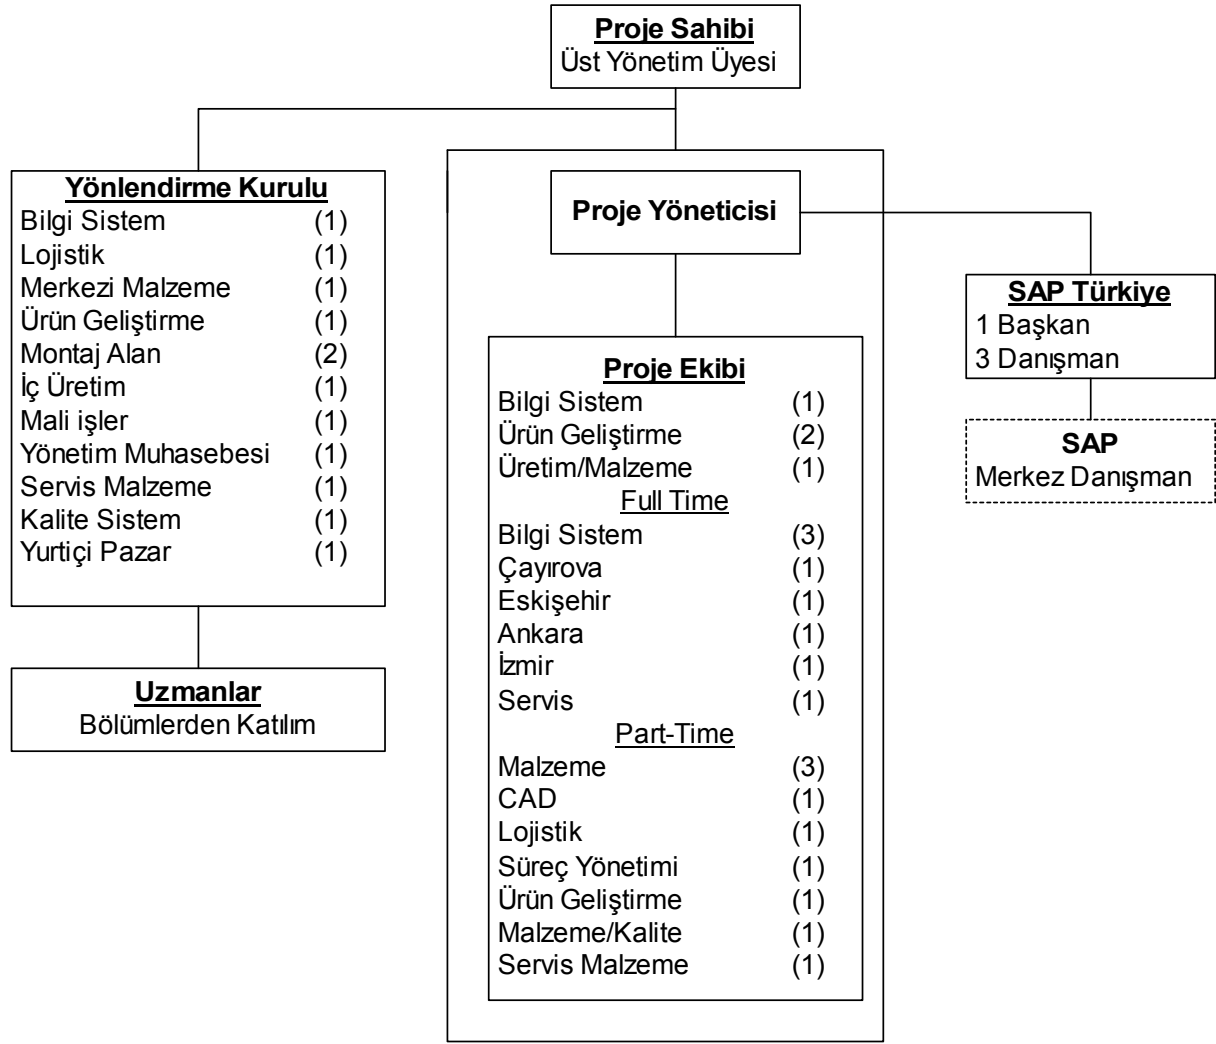 Proje Sahibi
Üst Yönetim Üyesi
Yönlendirme Kurulu
Bilgi Sistem (1)
Lojistik (1)
Merkezi Malzeme (1)
Ürün Geliştirme (1)
Montaj Alan (2)
İç Üretim (1)
Mali işler (1)
Yönetim Muhasebesi (1)
Servis Malzeme (1)
Kalite Sistem (1)
Yurtiçi Pazar (1)
Uzmanlar
Bölümlerden Katılım
Proje Yöneticisi
Proje Ekibi
Bilgi Sistem (1)
Ürün Geliştirme (2)
Üretim/Malzeme (1)
Full Time
Bilgi Sistem (3)
Çayırova (1)
Eskişehir (1)
Ankara (1)
İzmir (1)
Servis (1)
Part-Time
Malzeme (3)
CAD (1)
Lojistik (1)
Süreç Yönetimi (1)
Ürün Geliştirme (1)
Malzeme/Kalite (1)
Servis Malzeme (1)
SAP Türkiye
1 Başkan
3 Danışman
SAP
Merkez Danışman